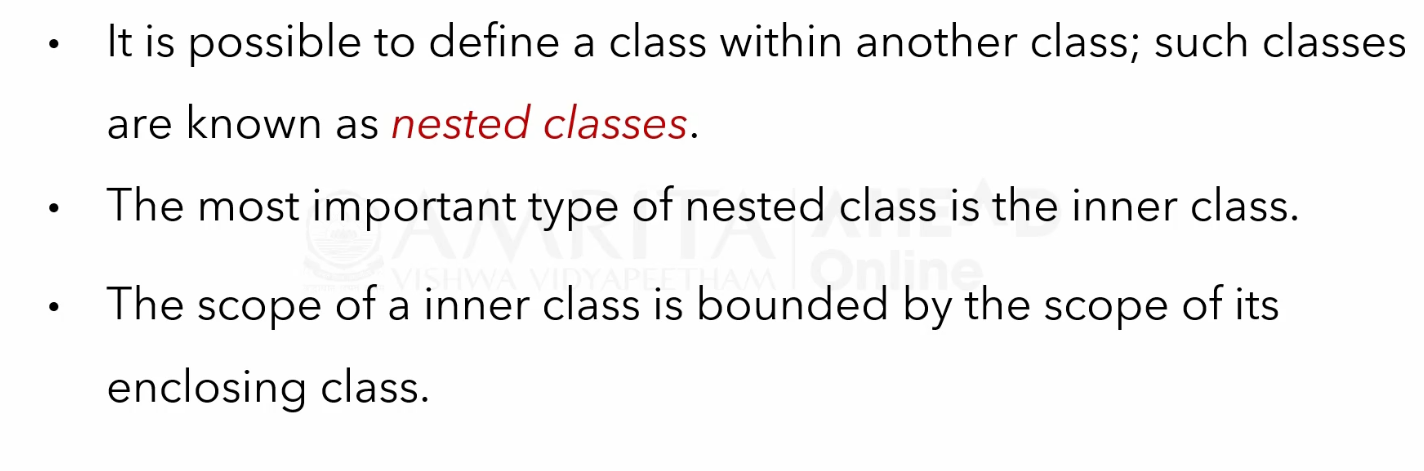 • It is possible to define a class within another class; such classes
are known as nested classes.
• The most important type of nested class is the inner class.
AMRITA AHEAD
VISHWA VIDYAPEETHAM Online
• The scope of a inner class is bounded by the scope of its
enclosing class.